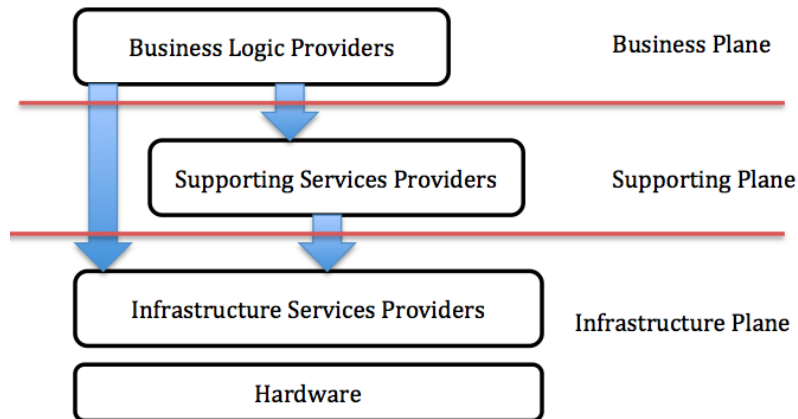 Business Logic Providers
Business Plane
Supporting Services Providers
Supporting Plane
Infrastructure Services Providers
Infrastructure Plane
Hardware